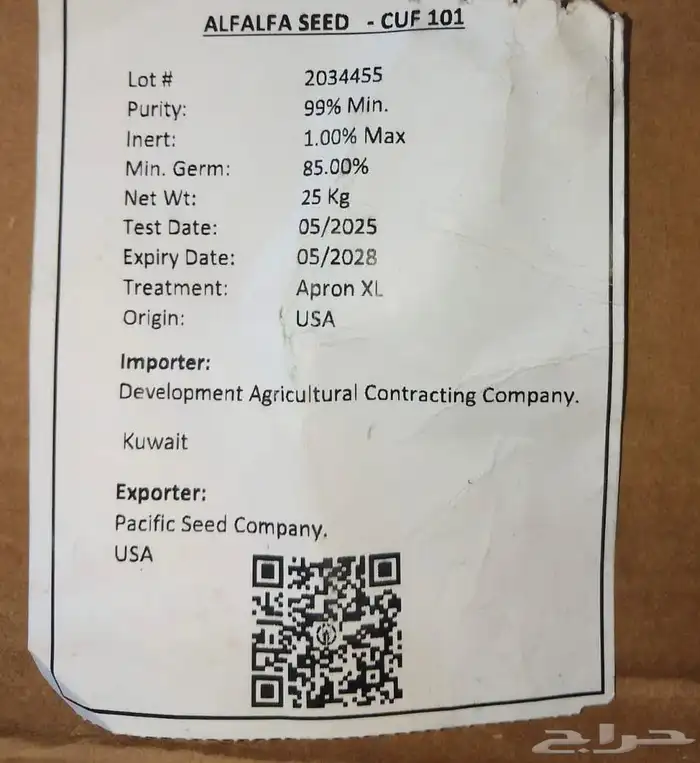 ALFALFA SEED - CUF 101
Lot # 2034455
Purity: 99% Min.
Inert: 1.00% Max
Min. Germ: 85.00%
Net Wt: 25 Kg
Test Date: 05/2025
Expiry Date: 05/2028
Treatment: Apron XL
Origin: USA
Importer:
Development Agricultural Contracting Company.
Kuwait
Exporter:
Pacific Seed Company.
USA
حراج